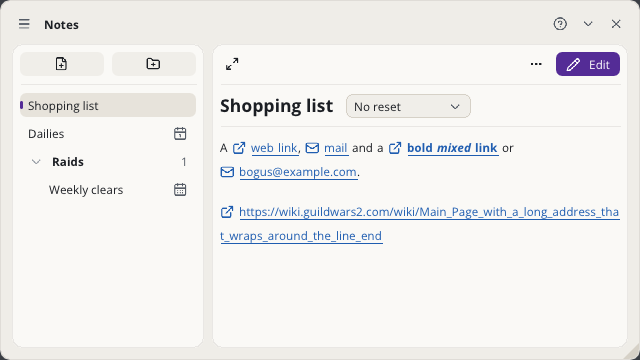 Notes
Shopping list
Dailies
Raids 1
Weekly clears
Edit
Shopping list No reset
A web link, mail and a bold mixed link or
bogus@example.com.
https://wiki.guildwars2.com/wiki/Main_Page_with_a_long_address_tha
t_wraps_around_the_line_end